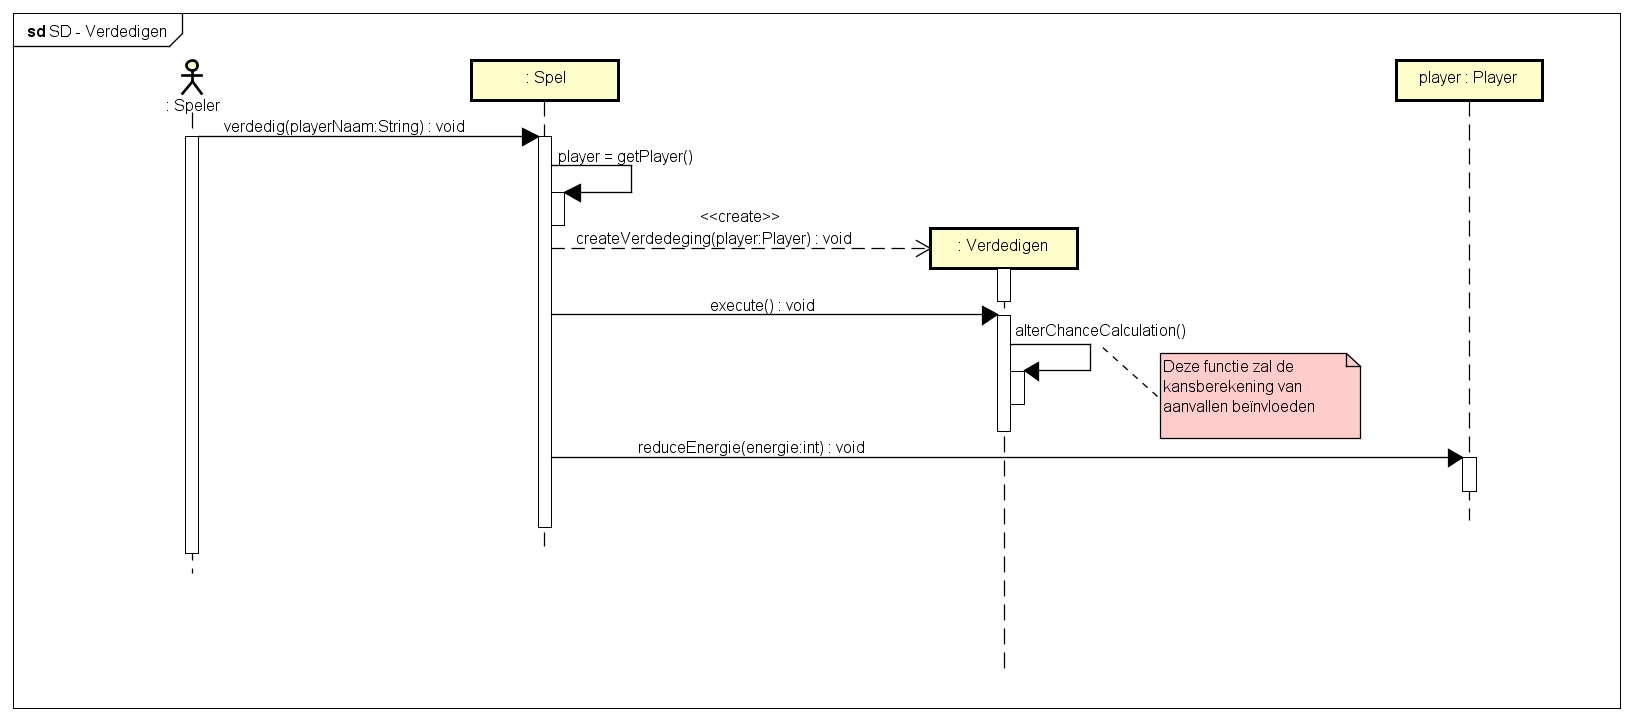 sd SD - Verdedigen
: Speler
: Spel
player : Player
verdedig(playerNaam:String) : void
player = getPlayer()
<<create>>
createVerdedeging(player:Player) : void
: Verdedigen
execute() : void
alterChanceCalculation()
Deze functie zal de
kansberekening van
aanvallen beïnvloeden
reduceEnergie(energie:int) : void